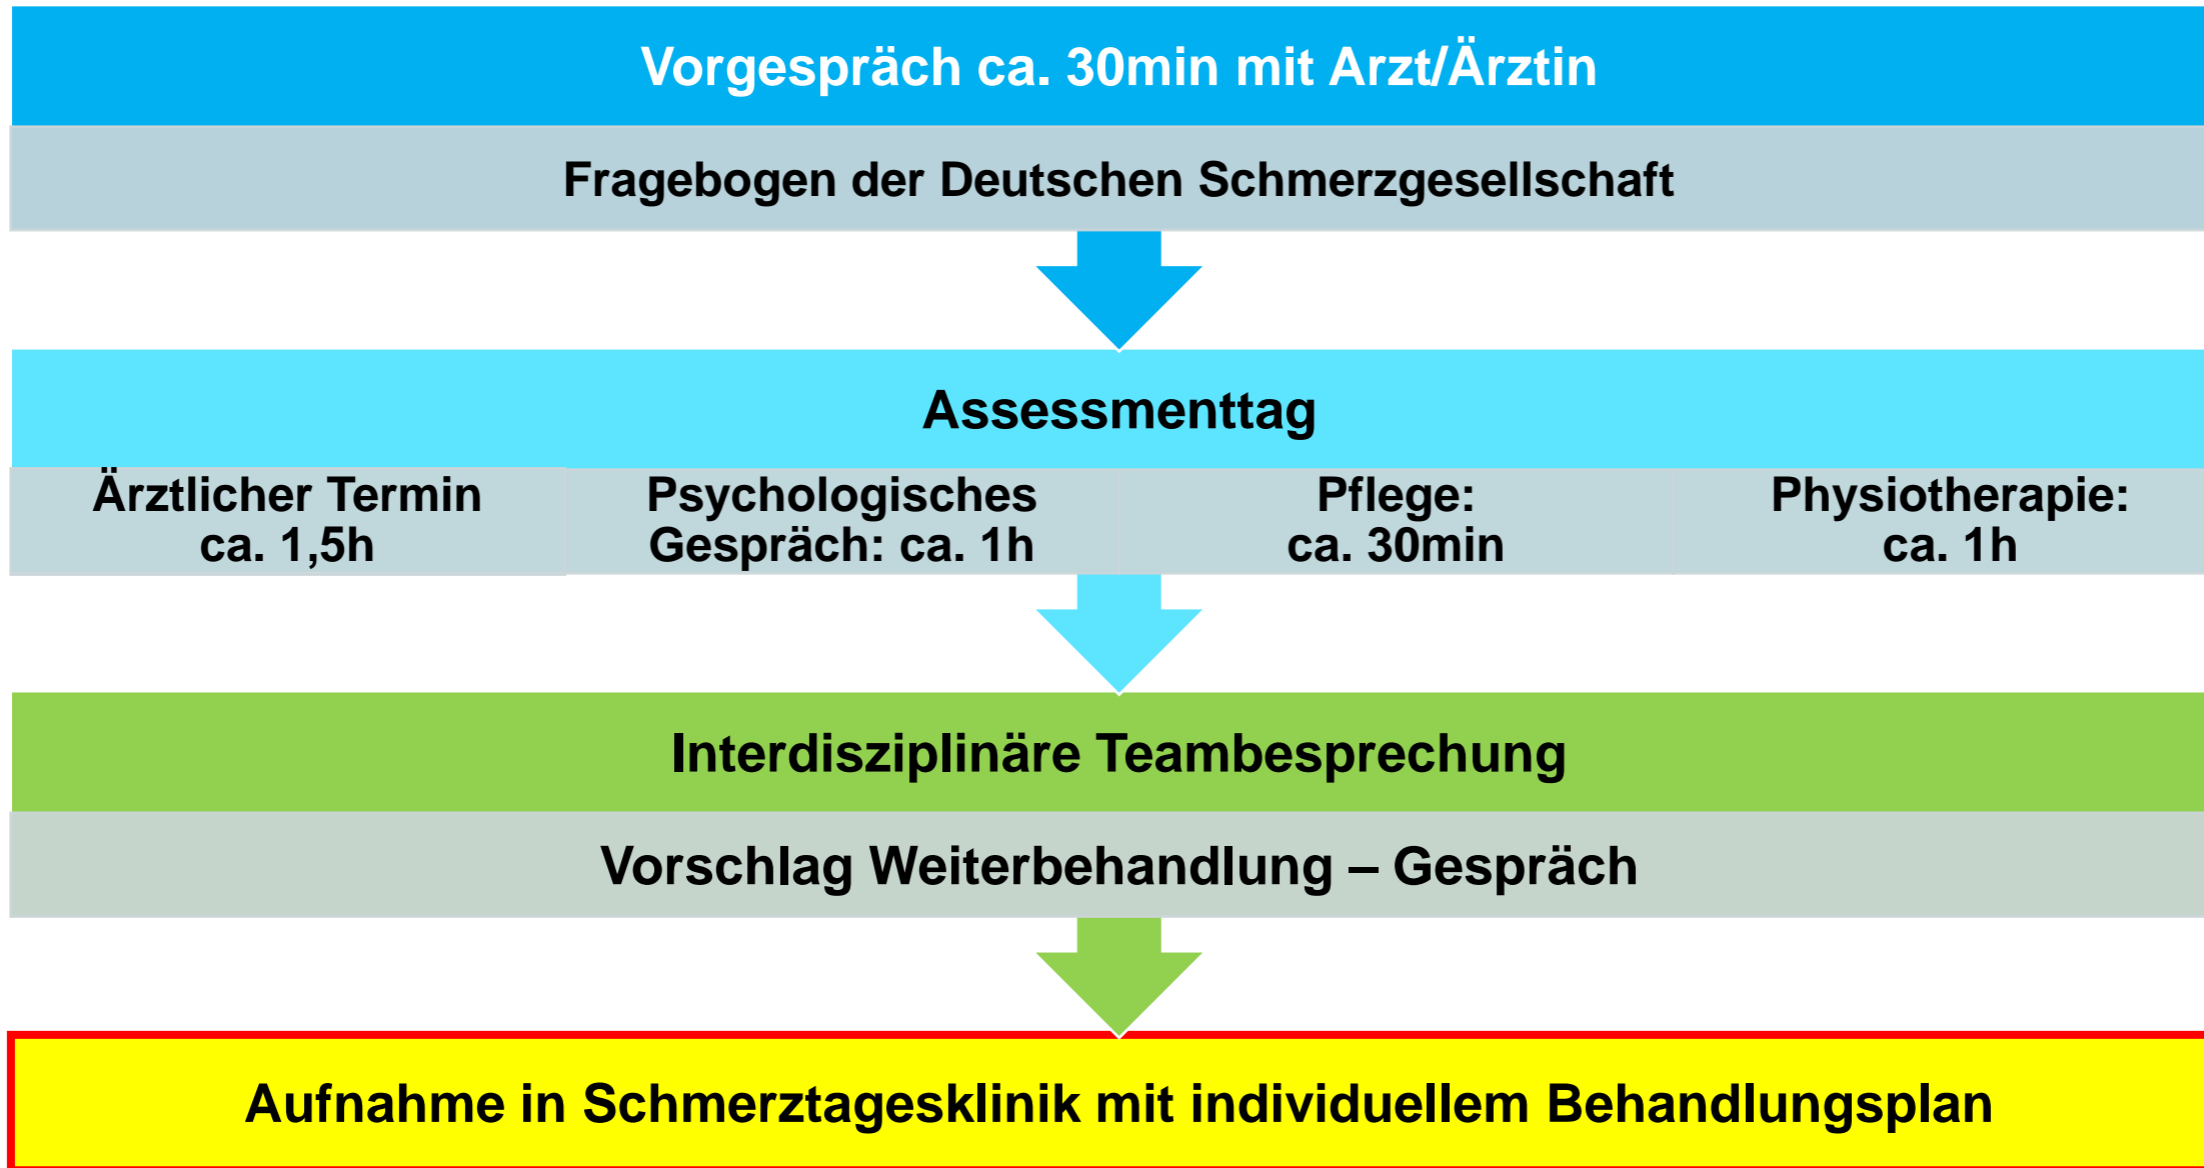 Vorgespräch ca. 30min mit Arzt/Ärztin
Fragebogen der Deutschen Schmerzgesellschaft
Assessmenttag
Ärztlicher Termin
ca. 1,5h
Psychologisches
Gespräch: ca. 1h
Pflege:
ca. 30min
Physiotherapie:
ca. 1h
Interdisziplinäre Teambesprechung
Vorschlag Weiterbehandlung – Gespräch
Aufnahme in Schmerztagesklinik mit individuellem Behandlungsplan